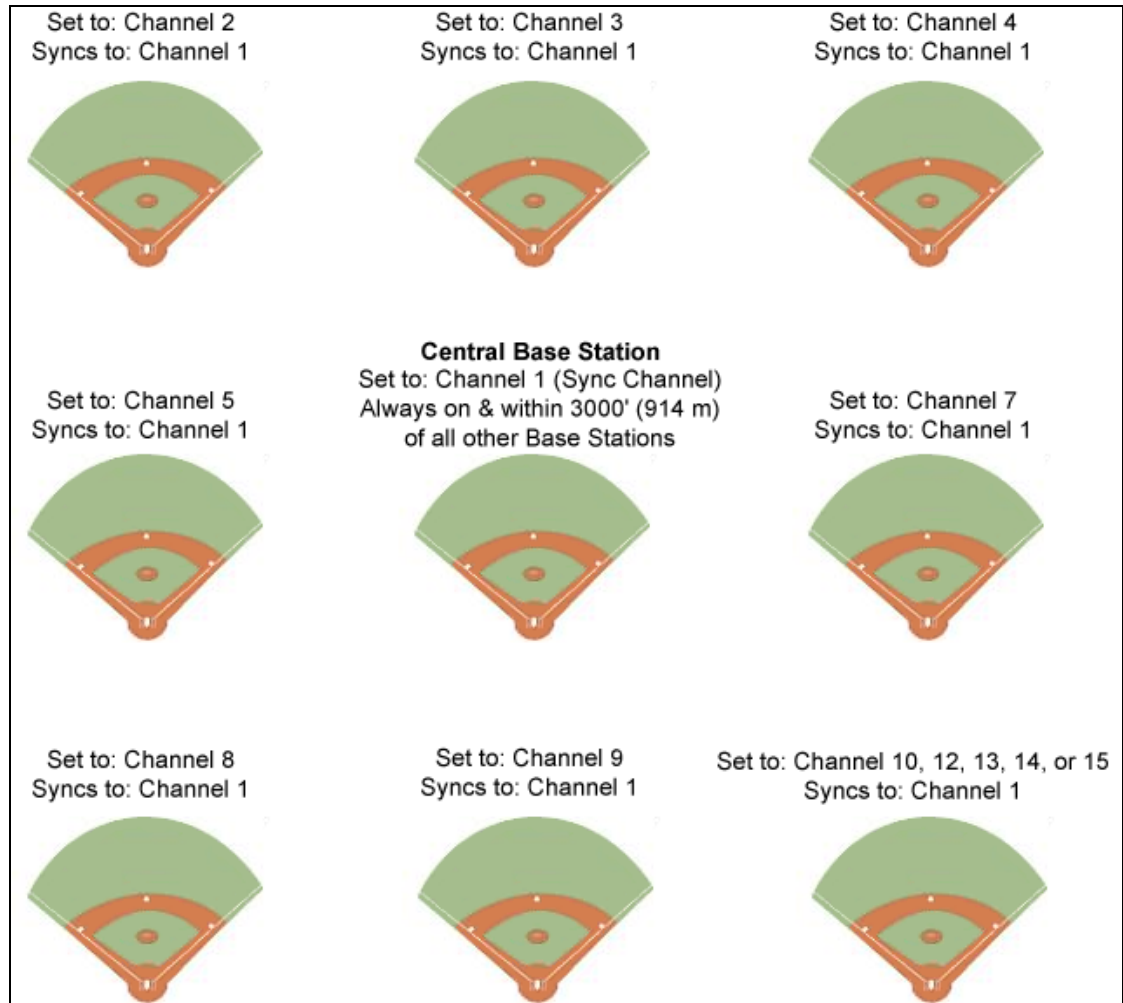 Set to: Channel 2
Syncs to: Channel 1
Set to: Channel 3
Syncs to: Channel 1
Set to: Channel 4
Syncs to: Channel 1
Set to: Channel 5
Syncs to: Channel 1
Central Base Station
Set to: Channel 1 (Sync Channel)
Always on & within 3000' (914 m)
of all other Base Stations
Set to: Channel 7
Syncs to: Channel 1
Set to: Channel 8
Syncs to: Channel 1
Set to: Channel 9
Syncs to: Channel 1
Set to: Channel 10, 12, 13, 14, or 15
Syncs to: Channel 1